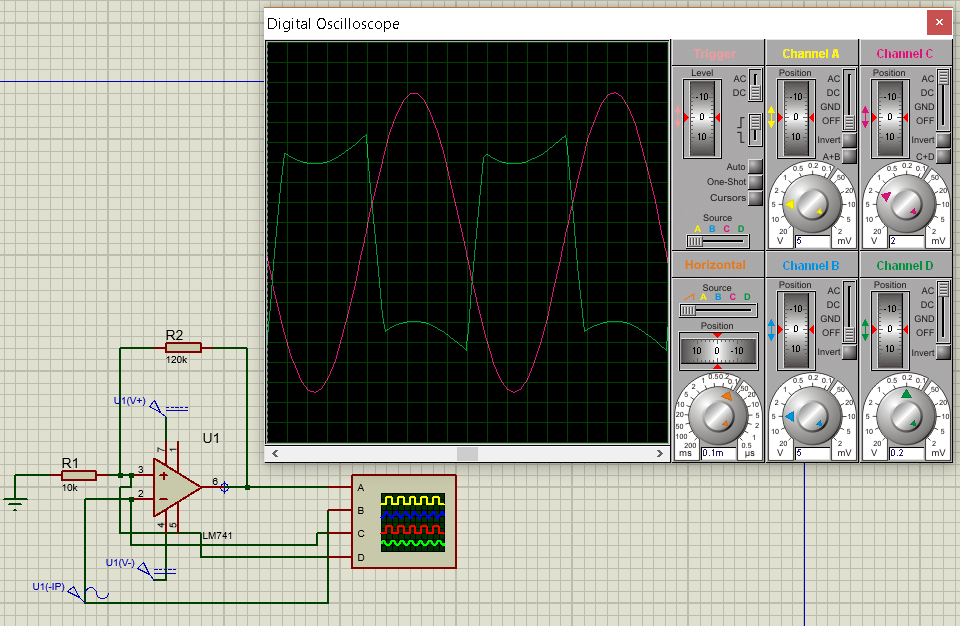 Digital Oscilloscope
Trigger
Level
-10
0
10
AC
DC
Auto
One-Shot
Cursors
Source
A B C D
Channel A
Position
-10
0
10
AC
DC
GND
OFF
Invert
A+B
V
5
mV
Channel C
Position
-10
0
10
AC
DC
GND
OFF
Invert
C+D
V
2
mV
Horizontal
Source
A B C D
Position
10 0 -10
ms
0.1m
µs
Channel B
Position
-10
0
10
AC
DC
GND
OFF
Invert
V
5
mV
Channel D
Position
-10
0
10
AC
DC
GND
OFF
Invert
V
0.2
mV
R2
120k
U1(V+)
U1
7
1
R1
10k
3
2
6
4
5
LM741
U1(V-)
U1(-IP)
A
B
C
D